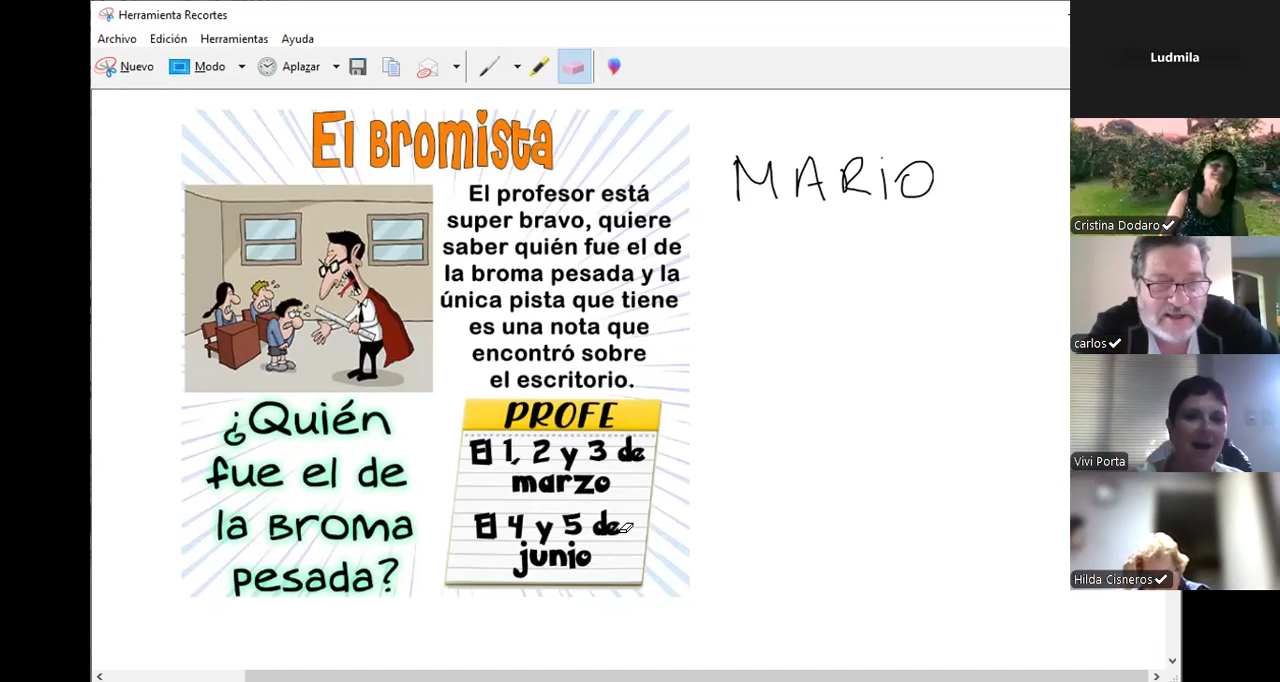 Herramienta Recortes
Archivo Edición Herramientas Ayuda
Nuevo Modo Aplazar
El Bromista
El profesor está
super bravo, quiere
saber quién fue el de
la broma pesada y la
única pista que tiene
es una nota que
encontró sobre
el escritorio.
¿Quién
fue el de
la broma
pesada?
PROFE
El 1, 2 y 3 de
marzo
El 4 y 5 de
junio
MARiO
Ludmila
Cristina Dodaro
carlos
Vivi Porta
Hilda Cisneros